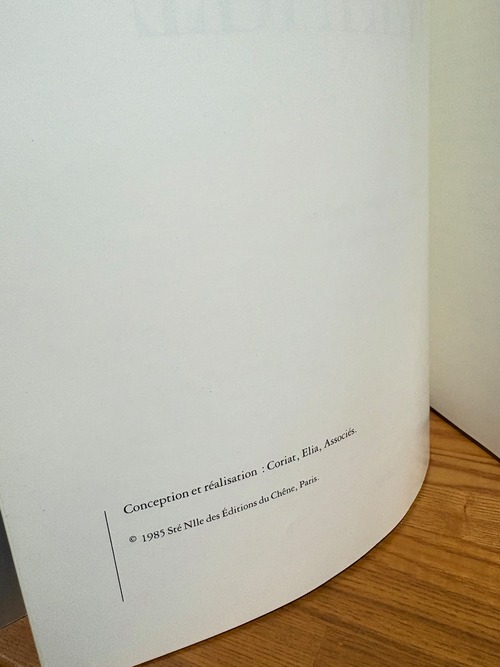 Conception et réalisation : Coriat, Elia, Associés.
© 1985 Sté Nlle des Éditions du Chêne, Paris.